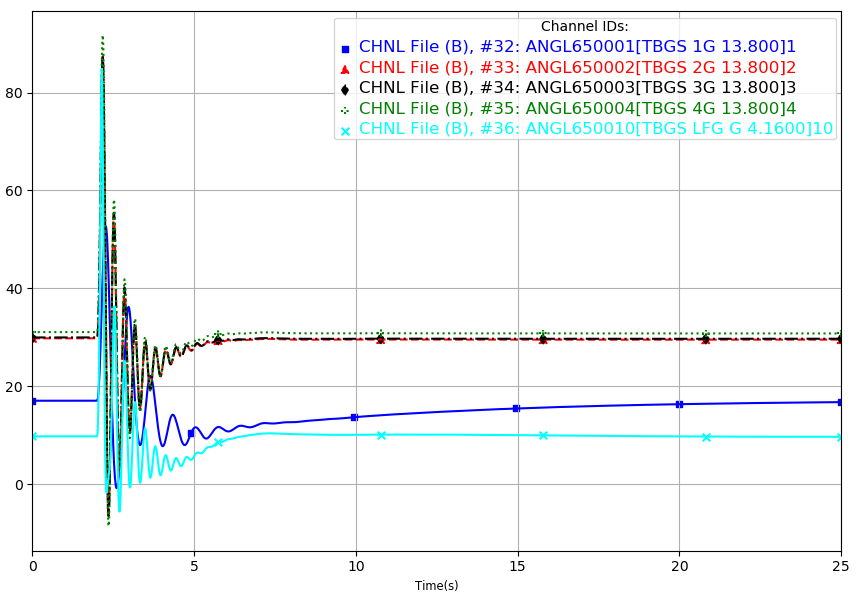 Channel IDs:
CHNL File (B), #32: ANGL650001[TBGS 1G 13.800]1
CHNL File (B), #33: ANGL650002[TBGS 2G 13.800]2
CHNL File (B), #34: ANGL650003[TBGS 3G 13.800]3
CHNL File (B), #35: ANGL650004[TBGS 4G 13.800]4
CHNL File (B), #36: ANGL650010[TBGS LFG G 4.1600]10
80
60
40
20
0
0 5 10 15 20 25
Time(s)